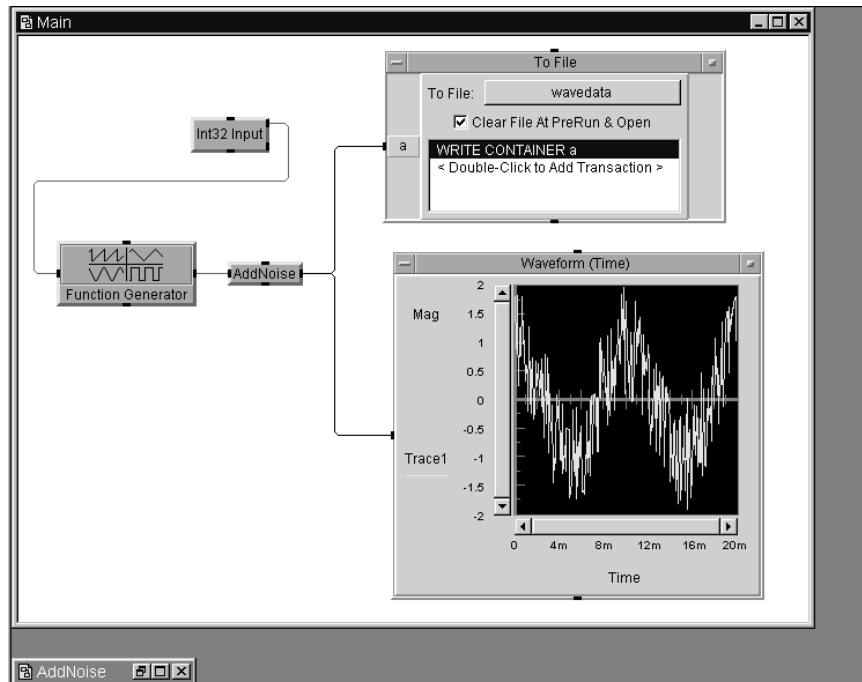 Main
To File
To File: wavedata
Clear File At PreRun & Open
a
WRITE CONTAINER a
< Double-Click to Add Transaction >
Int32 Input
Function Generator
AddNoise
Waveform (Time)
Mag
Trace1
2
1.5
1
0.5
0
-0.5
-1
-1.5
-2
0 4m 8m 12m 16m 20m
Time
AddNoise